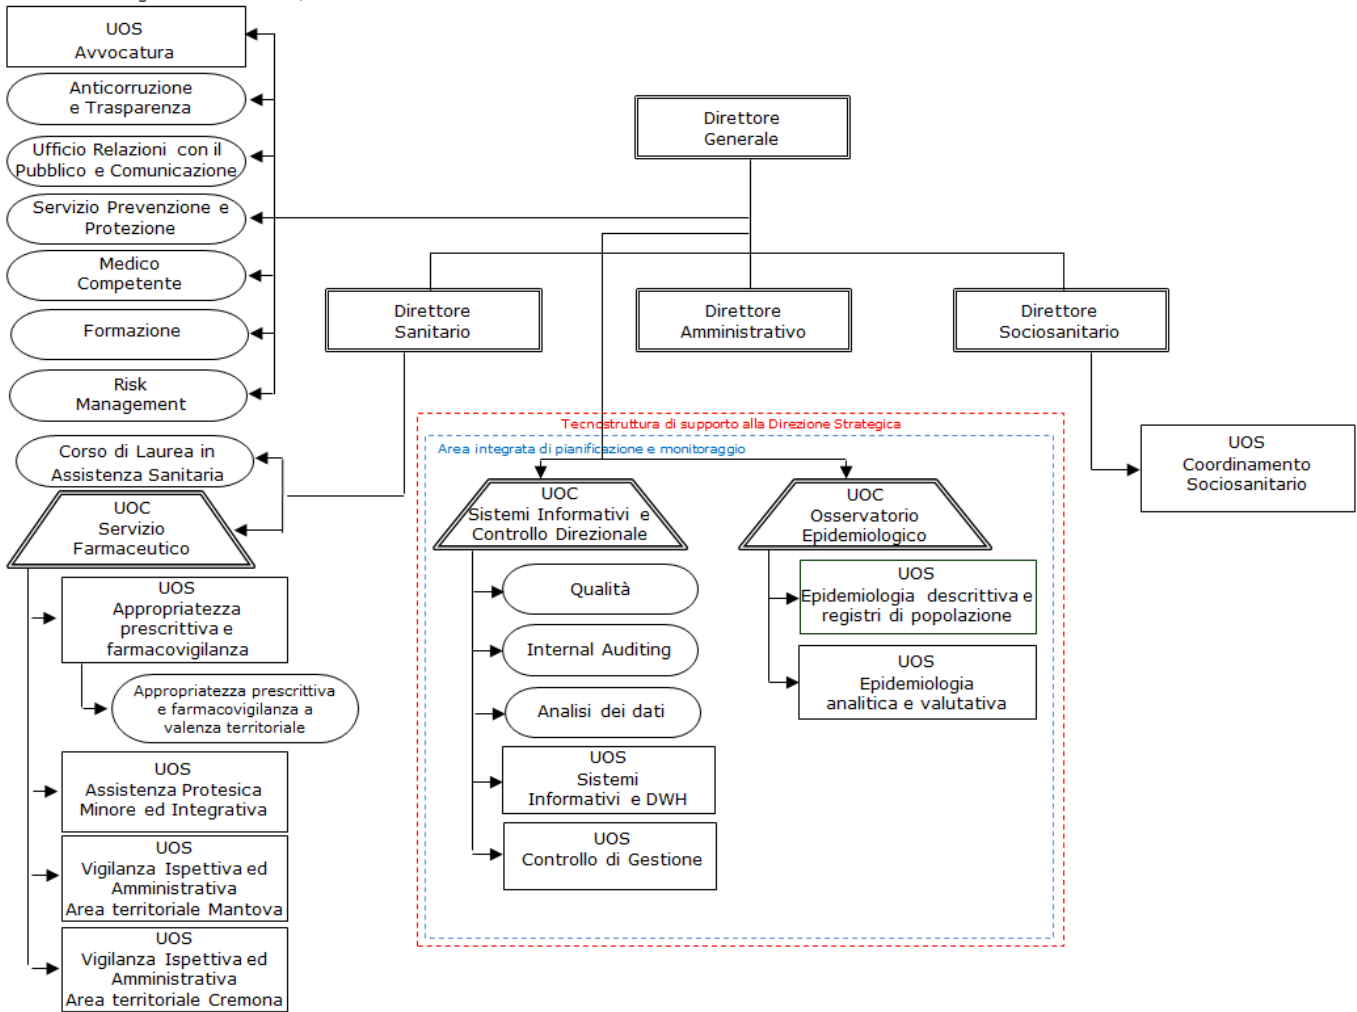 UOS
Avvocatura
Anticorruzione
e Trasparenza
Ufficio Relazioni con il
Pubblico e Comunicazione
Servizio Prevenzione e
Protezione
Medico
Competente
Formazione
Risk
Management
Direttore
Generale
Direttore
Sanitario
Direttore
Amministrativo
Direttore
Sociosanitario
Corso di Laurea in
Assistenza Sanitaria
UOC
Servizio
Farmaceutico
UOS
Appropriatezza
prescrittiva e
farmacovigilanza
Appropriatezza prescrittiva
e farmacovigilanza a
valenza territoriale
UOS
Assistenza Protesica
Minore ed Integrativa
UOS
Vigilanza Ispettiva ed
Amministrativa
Area territoriale Mantova
UOS
Vigilanza Ispettiva ed
Amministrativa
Area territoriale Cremona
Tecnostruttura di supporto alla Direzione Strategica
Area integrata di pianificazione e monitoraggio
UOC
Sistemi Informativi e
Controllo Direzionale
Qualità
Internal Auditing
Analisi dei dati
UOS
Sistemi
Informativi e DWH
UOS
Controllo di Gestione
UOC
Osservatorio
Epidemiologico
UOS
Epidemiologia descrittiva e
registri di popolazione
UOS
Epidemiologia
analitica e valutativa
UOS
Coordinamento
Sociosanitario